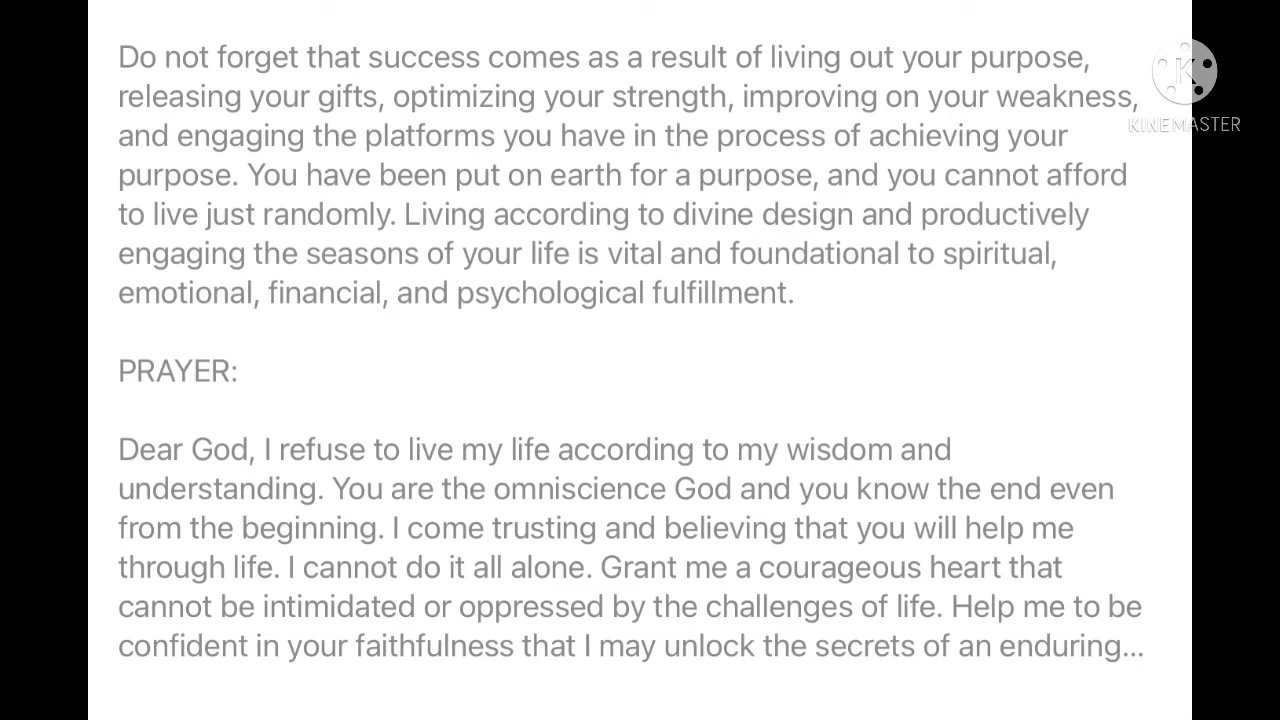 Do not forget that success comes as a result of living out your purpose,
releasing your gifts, optimizing your strength, improving on your weakness,
and engaging the platforms you have in the process of achieving your
purpose. You have been put on earth for a purpose, and you cannot afford
to live just randomly. Living according to divine design and productively
engaging the seasons of your life is vital and foundational to spiritual,
emotional, financial, and psychological fulfillment.
PRAYER:
Dear God, I refuse to live my life according to my wisdom and
understanding. You are the omniscience God and you know the end even
from the beginning. I come trusting and believing that you will help me
through life. I cannot do it all alone. Grant me a courageous heart that
cannot be intimidated or oppressed by the challenges of life. Help me to be
confident in your faithfulness that I may unlock the secrets of an enduring...
K
KINEMASTER